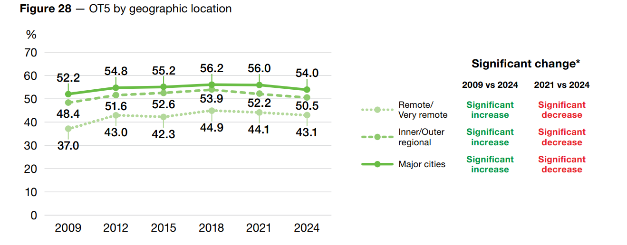 Figure 28 — OT5 by geographic location
%
70
60
50
40
30
20
10
0
52.2 54.8 55.2 56.2 56.0 54.0
48.4 51.6 52.6 53.9 52.2 50.5
37.0 43.0 42.3 44.9 44.1 43.1
2009 2012 2015 2018 2021 2024
Significant change*
2009 vs 2024 2021 vs 2024
Remote/
Very remote
Significant
increase
Significant
decrease
Inner/Outer
regional
Significant
increase
Significant
decrease
Major cities
Significant
increase
Significant
decrease